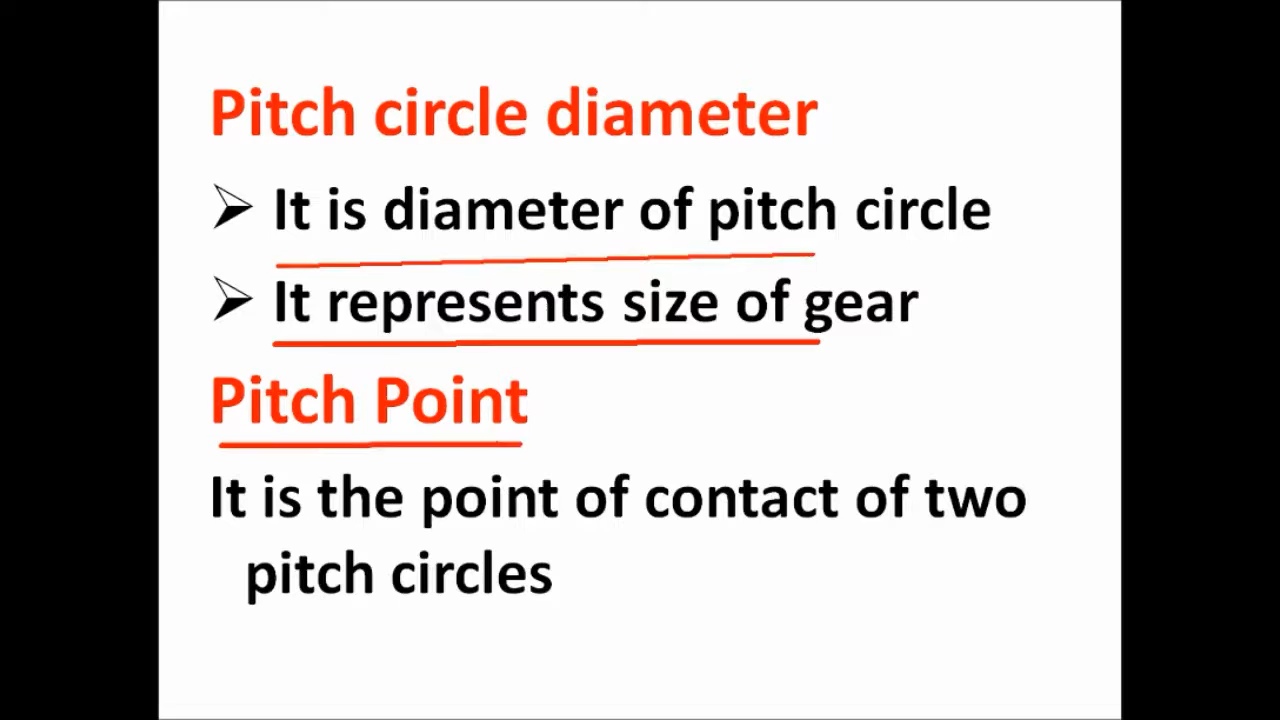 Pitch circle diameter
It is diameter of pitch circle
It represents size of gear
Pitch Point
It is the point of contact of two
pitch circles